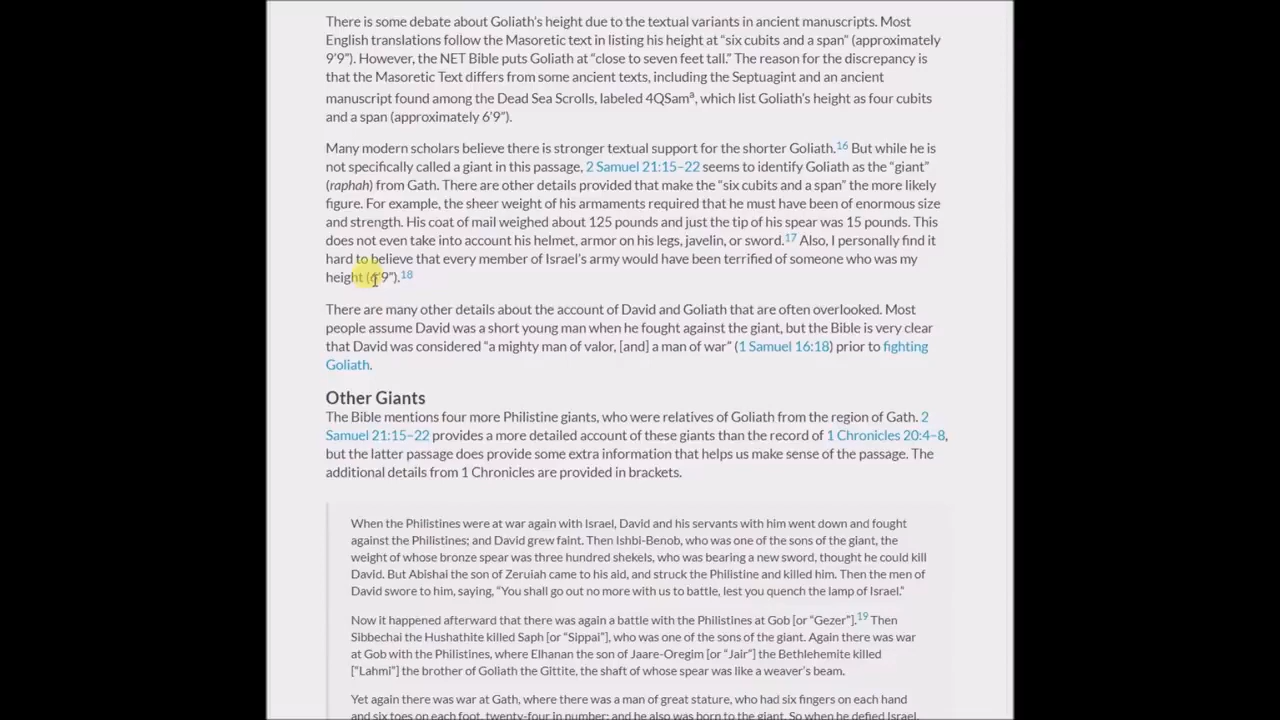 There is some debate about Goliath's height due to the textual variants in ancient manuscripts. Most
English translations follow the Masoretic text in listing his height at “six cubits and a span” (approximately
9'9”). However, the NET Bible puts Goliath at “close to seven feet tall.” The reason for the discrepancy is
that the Masoretic Text differs from some ancient texts, including the Septuagint and an ancient
manuscript found among the Dead Sea Scrolls, labeled 4QSamᵃ, which list Goliath's height as four cubits
and a span (approximately 6'9”).
Many modern scholars believe there is stronger textual support for the shorter Goliath.16 But while he is
not specifically called a giant in this passage, 2 Samuel 21:15–22 seems to identify Goliath as the “giant”
(raphah) from Gath. There are other details provided that make the “six cubits and a span” the more likely
figure. For example, the sheer weight of his armaments required that he must have been of enormous size
and strength. His coat of mail weighed about 125 pounds and just the tip of his spear was 15 pounds. This
does not even take into account his helmet, armor on his legs, javelin, or sword.17 Also, I personally find it
hard to believe that every member of Israel's army would have been terrified of someone who was my
height (6'9”).18
There are many other details about the account of David and Goliath that are often overlooked. Most
people assume David was a short young man when he fought against the giant, but the Bible is very clear
that David was considered “a mighty man of valor, [and] a man of war” (1 Samuel 16:18) prior to fighting
Goliath.
Other Giants
The Bible mentions four more Philistine giants, who were relatives of Goliath from the region of Gath. 2
Samuel 21:15–22 provides a more detailed account of these giants than the record of 1 Chronicles 20:4–8,
but the latter passage does provide some extra information that helps us make sense of the passage. The
additional details from 1 Chronicles are provided in brackets.
When the Philistines were at war again with Israel, David and his servants with him went down and fought
against the Philistines; and David grew faint. Then Ishbi-Benob, who was one of the sons of the giant, the
weight of whose bronze spear was three hundred shekels, who was bearing a new sword, thought he could kill
David. But Abishai the son of Zeruiah came to his aid, and struck the Philistine and killed him. Then the men of
David swore to him, saying, “You shall go out no more with us to battle, lest you quench the lamp of Israel.”
Now it happened afterward that there was again a battle with the Philistines at Gob [or “Gezer”].19 Then
Sibbechai the Hushathite killed Saph [or “Sippai”], who was one of the sons of the giant. Again there was war
at Gob with the Philistines, where Elhanan the son of Jaare-Oregim [or “Jair”] the Bethlehemite killed
[“Lahmi”] the brother of Goliath the Gittite, the shaft of whose spear was like a weaver's beam.
Yet again there was war at Gath, where there was a man of great stature, who had six fingers on each hand
and six toes on each foot, twenty-four in number; and he also was born to the giant. So when he defied Israel,